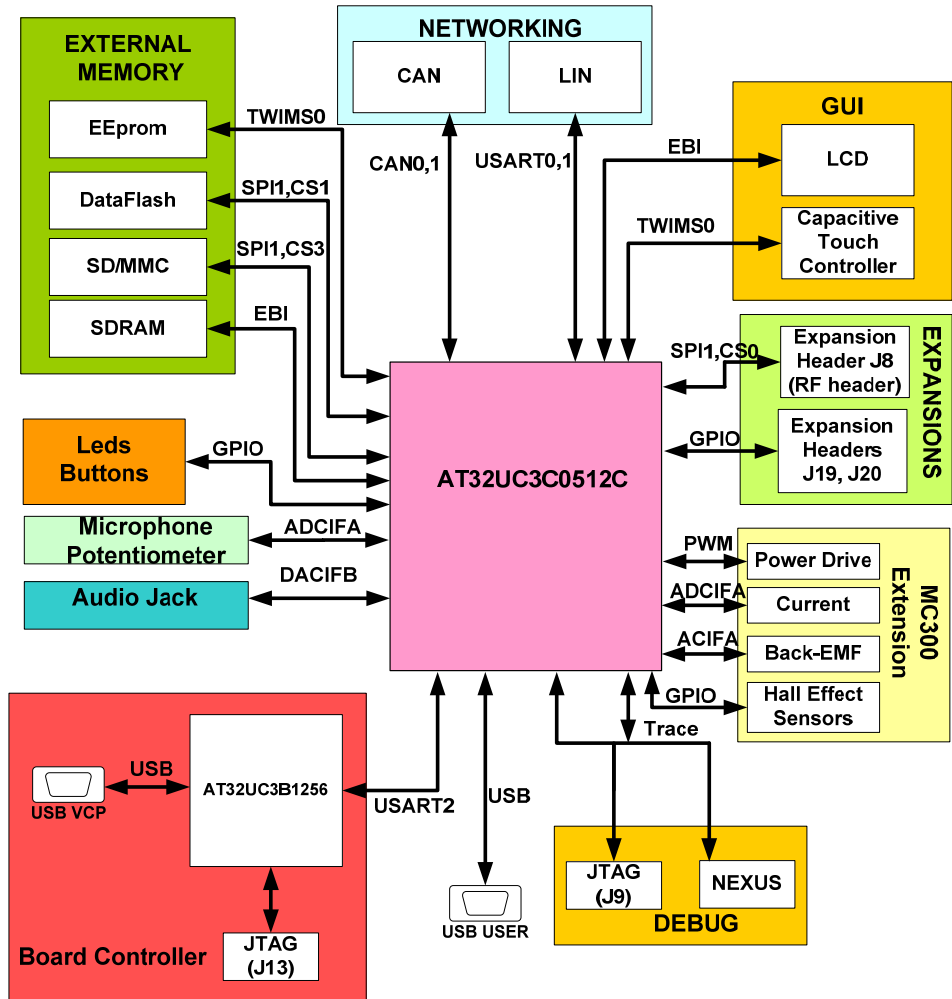 NETWORKING
CAN
LIN
EXTERNAL
MEMORY
EEprom
DataFlash
SD/MMC
SDRAM
TWIMS0
SPI1,CS1
SPI1,CS3
EBI
CAN0,1
USART0,1
EBI
TWIMS0
GUI
LCD
Capacitive
Touch
Controller
SPI1,CS0
GPIO
Expansion
Header J8
(RF header)
Expansion
Headers
J19, J20
EXPANSIONS
Leds
Buttons
GPIO
Microphone
Potentiometer
ADCIFA
Audio Jack
DACIFB
AT32UC3C0512C
PWM
ADCIFA
ACIFA
GPIO
Power Drive
Current
Back-EMF
Hall Effect
Sensors
MC300
Extension
Trace
USB
USB VCP
AT32UC3B1256
USART2
JTAG
(J13)
Board Controller
USB
USB USER
JTAG
(J9)
NEXUS
DEBUG